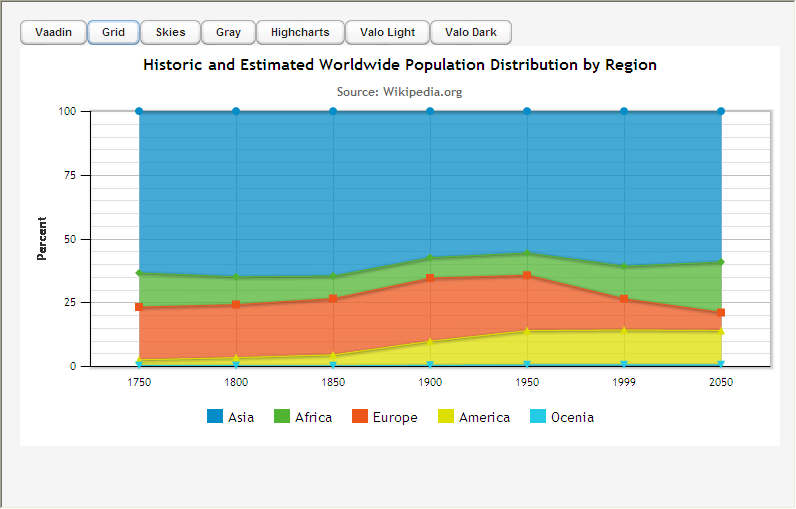 Vaadin Grid Skies Gray Highcharts Valo Light Valo Dark
Historic and Estimated Worldwide Population Distribution by Region
Source: Wikipedia.org
Percent
100
75
50
25
0
1750 1800 1850 1900 1950 1999 2050
Asia Africa Europe America Ocenia